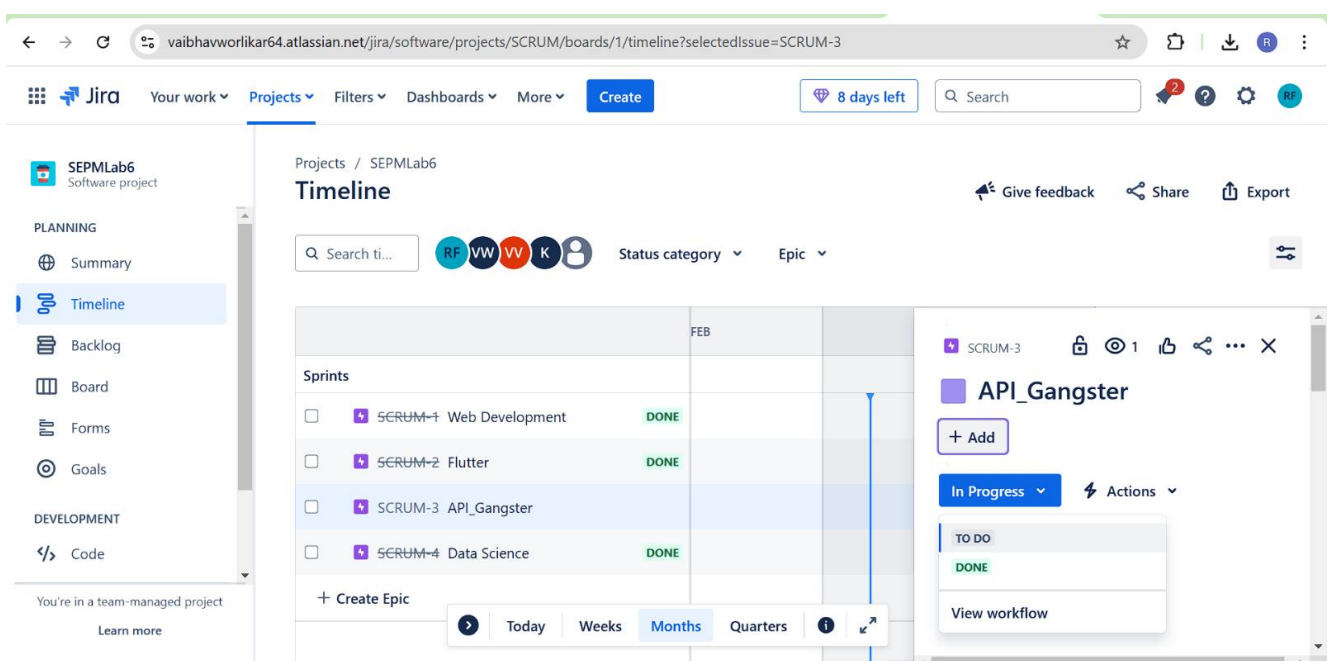 vaibhavworlikar64.atlassian.net/jira/software/projects/SCRUM/boards/1/timeline?selectedIssue=SCRUM-3
R
Jira Your work Projects Filters Dashboards More Create 8 days left Search 2 RF
SEPMLab6
Software project
PLANNING
Summary
Timeline
Backlog
Board
Forms
Goals
DEVELOPMENT
Code
You're in a team-managed project
Learn more
Projects / SEPMLab6
Timeline
Give feedback Share Export
Search ti... RF VW VV K Status category Epic
FEB
Sprints
SCRUM-1 Web Development DONE
SCRUM-2 Flutter DONE
SCRUM-3 API_Gangster
SCRUM-4 Data Science DONE
+ Create Epic
Today Weeks Months Quarters
SCRUM-3 1
API_Gangster
+ Add
In Progress Actions
TO DO
DONE
View workflow